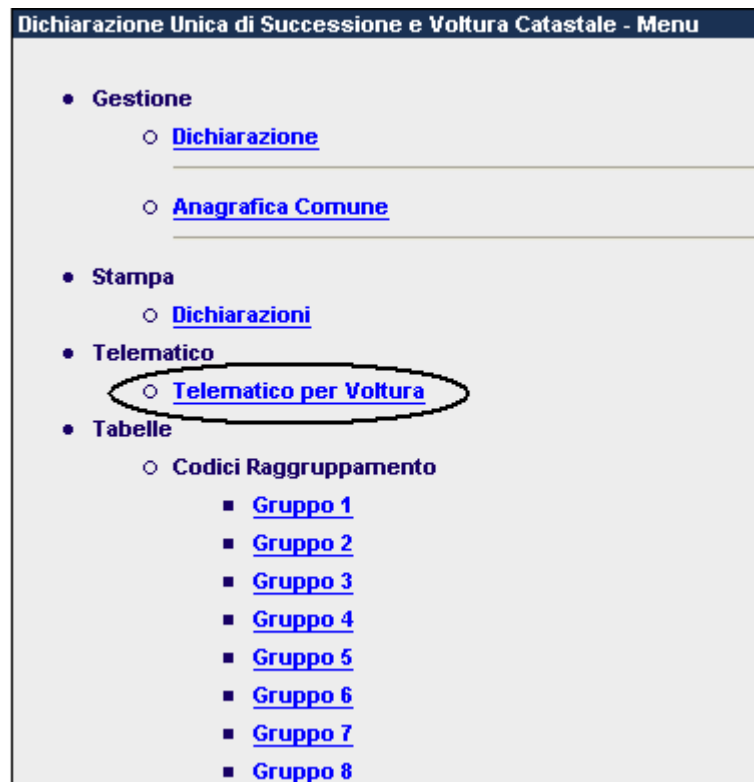 Dichiarazione Unica di Successione e Voltura Catastale - Menu
Gestione
Dichiarazione
Anagrafica Comune
Stampa
Dichiarazioni
Telematico
Telematico per Voltura
Tabelle
Codici Raggruppamento
Gruppo 1
Gruppo 2
Gruppo 3
Gruppo 4
Gruppo 5
Gruppo 6
Gruppo 7
Gruppo 8